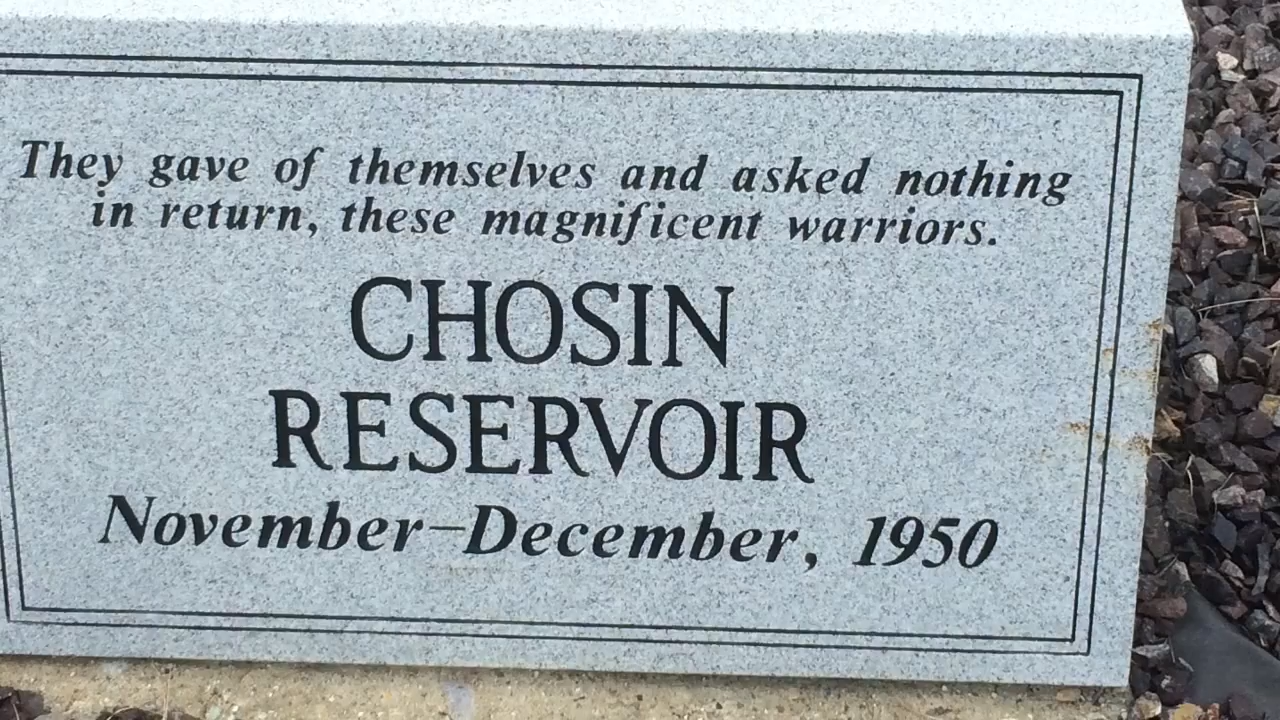 They gave of themselves and asked nothing
in return, these magnificent warriors.
CHOSIN
RESERVOIR
November–December, 1950